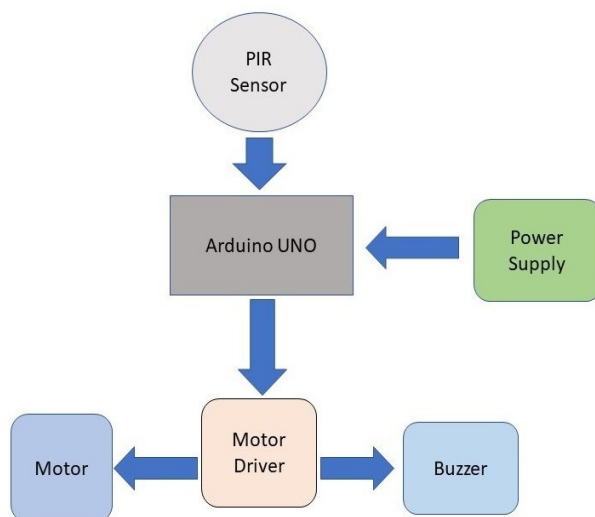 PIR
Sensor
Arduino UNO
Power
Supply
Motor
Motor
Driver
Buzzer